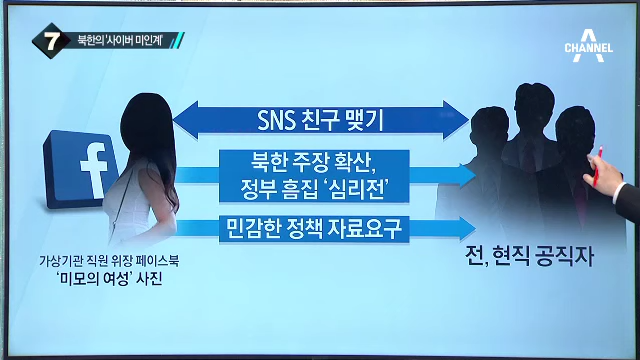 7 북한의 '사이버 미인계'
CHANNEL A
SNS 친구 맺기
북한 주장 확산,
정부 흠집 '심리전'
민감한 정책 자료요구
f
가상기관 직원 위장 페이스북
'미모의 여성' 사진
전, 현직 공직자